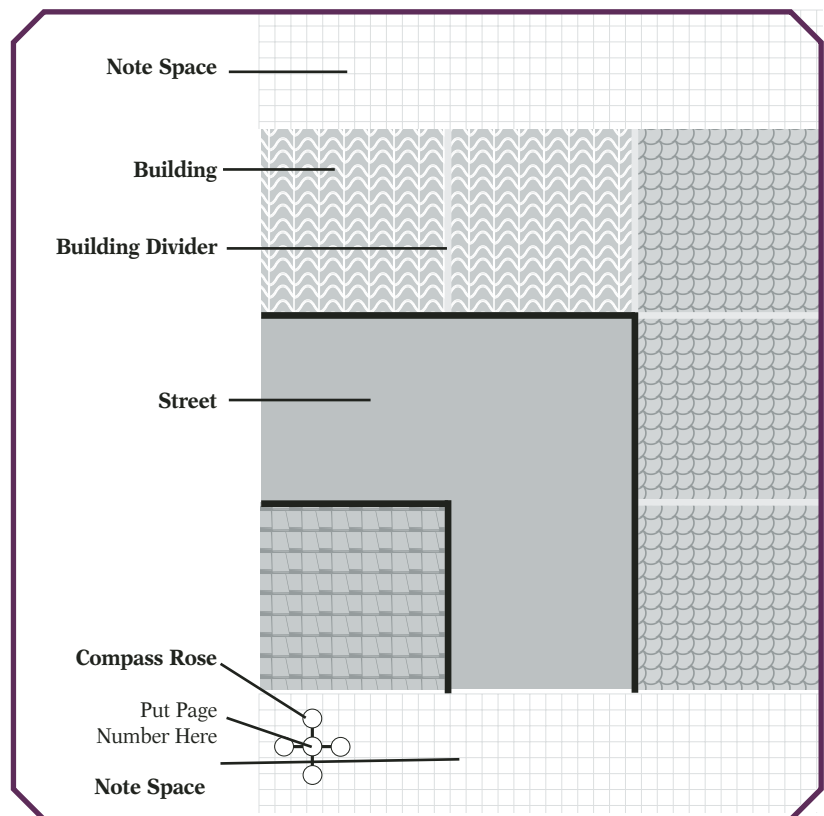 Note Space
Building
Building Divider
Street
Compass Rose
Put Page
Number Here
Note Space